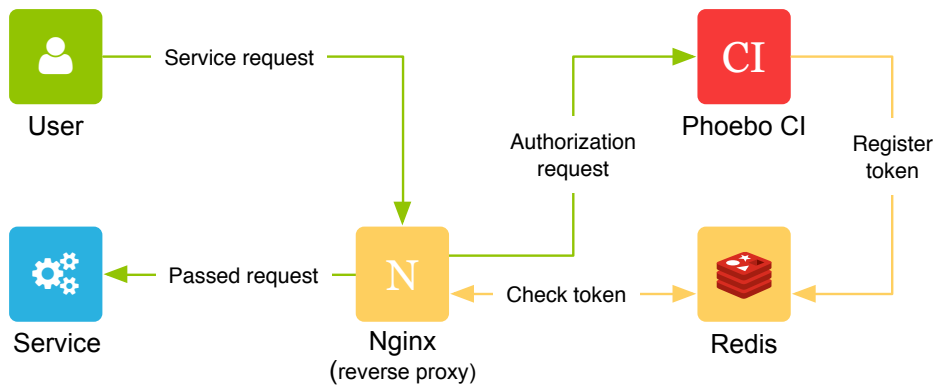 Service request
User
CI
Phoebo CI
Authorization
request
Register
token
Passed request
Service
N
Nginx
(reverse proxy)
Check token
Redis